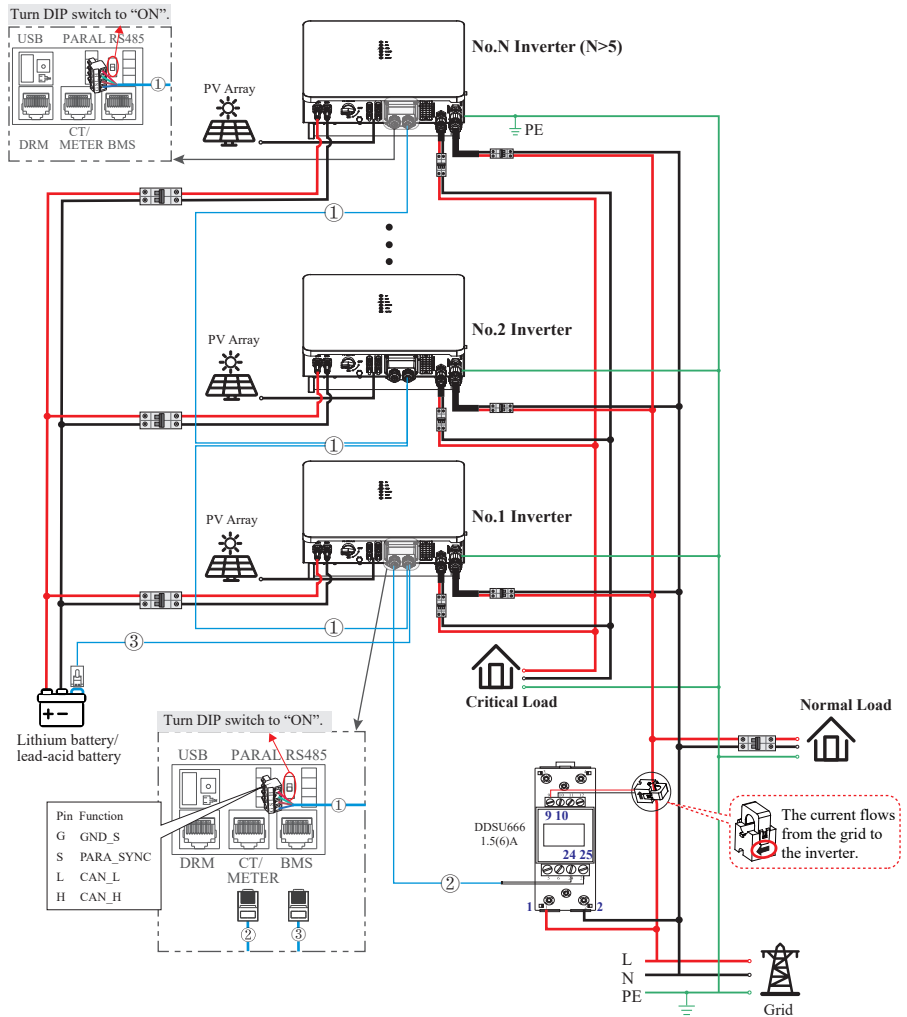 Turn DIP switch to “ON”.
USB PARAL RS485
①
DRM CT/ METER BMS
PV Array
No.N Inverter (N>5)
PE
①
PV Array
No.2 Inverter
①
PV Array
No.1 Inverter
①
③
Critical Load
Normal Load
Lithium battery/
lead-acid battery
Turn DIP switch to “ON”.
USB PARAL RS485
①
DRM CT/ METER BMS
②
③
Pin Function
G GND_S
S PARA_SYNC
L CAN_L
H CAN_H
②
DDSU666
1.5(6)A
9 10
24 25
1 2
The current flows
from the grid to
the inverter.
L
N
PE
Grid